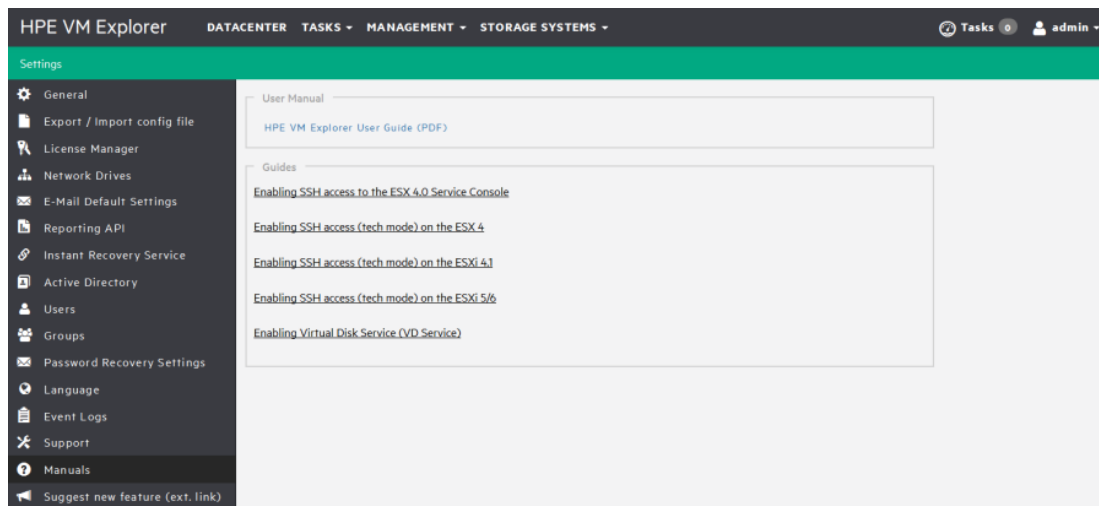 HPE VM Explorer DATACENTER TASKS MANAGEMENT STORAGE SYSTEMS Tasks 0 admin
Settings
General
Export / Import config file
License Manager
Network Drives
E-Mail Default Settings
Reporting API
Instant Recovery Service
Active Directory
Users
Groups
Password Recovery Settings
Language
Event Logs
Support
Manuals
Suggest new feature (ext. link)
User Manual
HPE VM Explorer User Guide (PDF)
Guides
Enabling SSH access to the ESX 4.0 Service Console
Enabling SSH access (tech mode) on the ESX 4
Enabling SSH access (tech mode) on the ESXi 4.1
Enabling SSH access (tech mode) on the ESXi 5/6
Enabling Virtual Disk Service (VD Service)